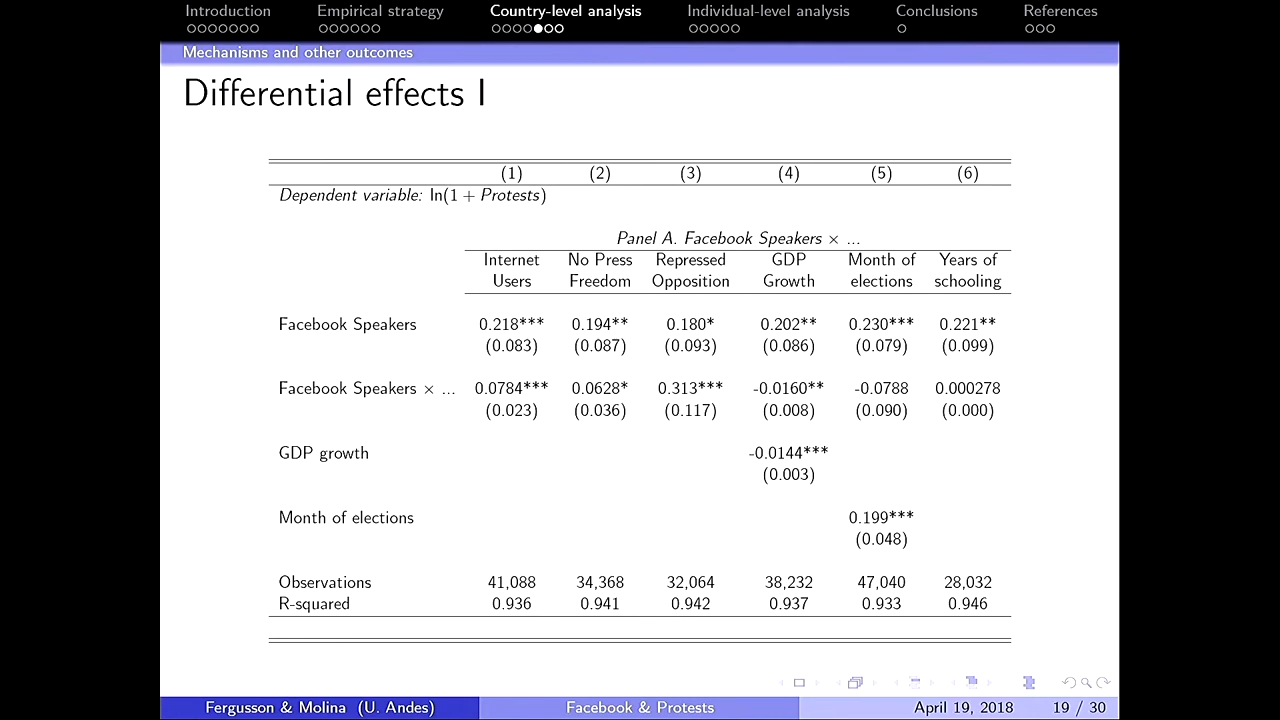 Introduction Empirical strategy Country-level analysis Individual-level analysis Conclusions References
Mechanisms and other outcomes
Differential effects I
(1) (2) (3) (4) (5) (6)
Dependent variable: ln(1 + Protests)
Panel A. Facebook Speakers × ...
Internet No Press Repressed GDP Month of Years of
Users Freedom Opposition Growth elections schooling
Facebook Speakers 0.218*** 0.194** 0.180* 0.202** 0.230*** 0.221**
(0.083) (0.087) (0.093) (0.086) (0.079) (0.099)
Facebook Speakers × ... 0.0784*** 0.0628* 0.313*** -0.0160** -0.0788 0.000278
(0.023) (0.036) (0.117) (0.008) (0.090) (0.000)
GDP growth -0.0144***
(0.003)
Month of elections 0.199***
(0.048)
Observations 41,088 34,368 32,064 38,232 47,040 28,032
R-squared 0.936 0.941 0.942 0.937 0.933 0.946
Fergusson & Molina (U. Andes) Facebook & Protests April 19, 2018 19 / 30